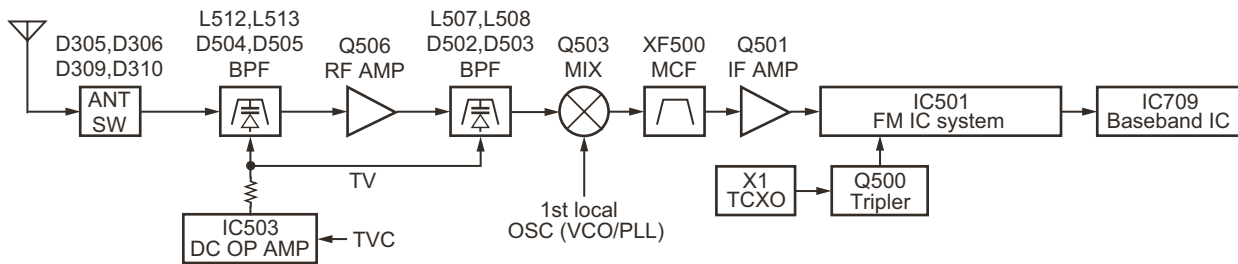 D305,D306
D309,D310
ANT
SW
L512,L513
D504,D505
BPF
Q506
RF AMP
L507,L508
D502,D503
BPF
Q503
MIX
XF500
MCF
Q501
IF AMP
IC501
FM IC system
IC709
Baseband IC
TV
IC503
DC OP AMP
TVC
1st local
OSC (VCO/PLL)
X1
TCXO
Q500
Tripler